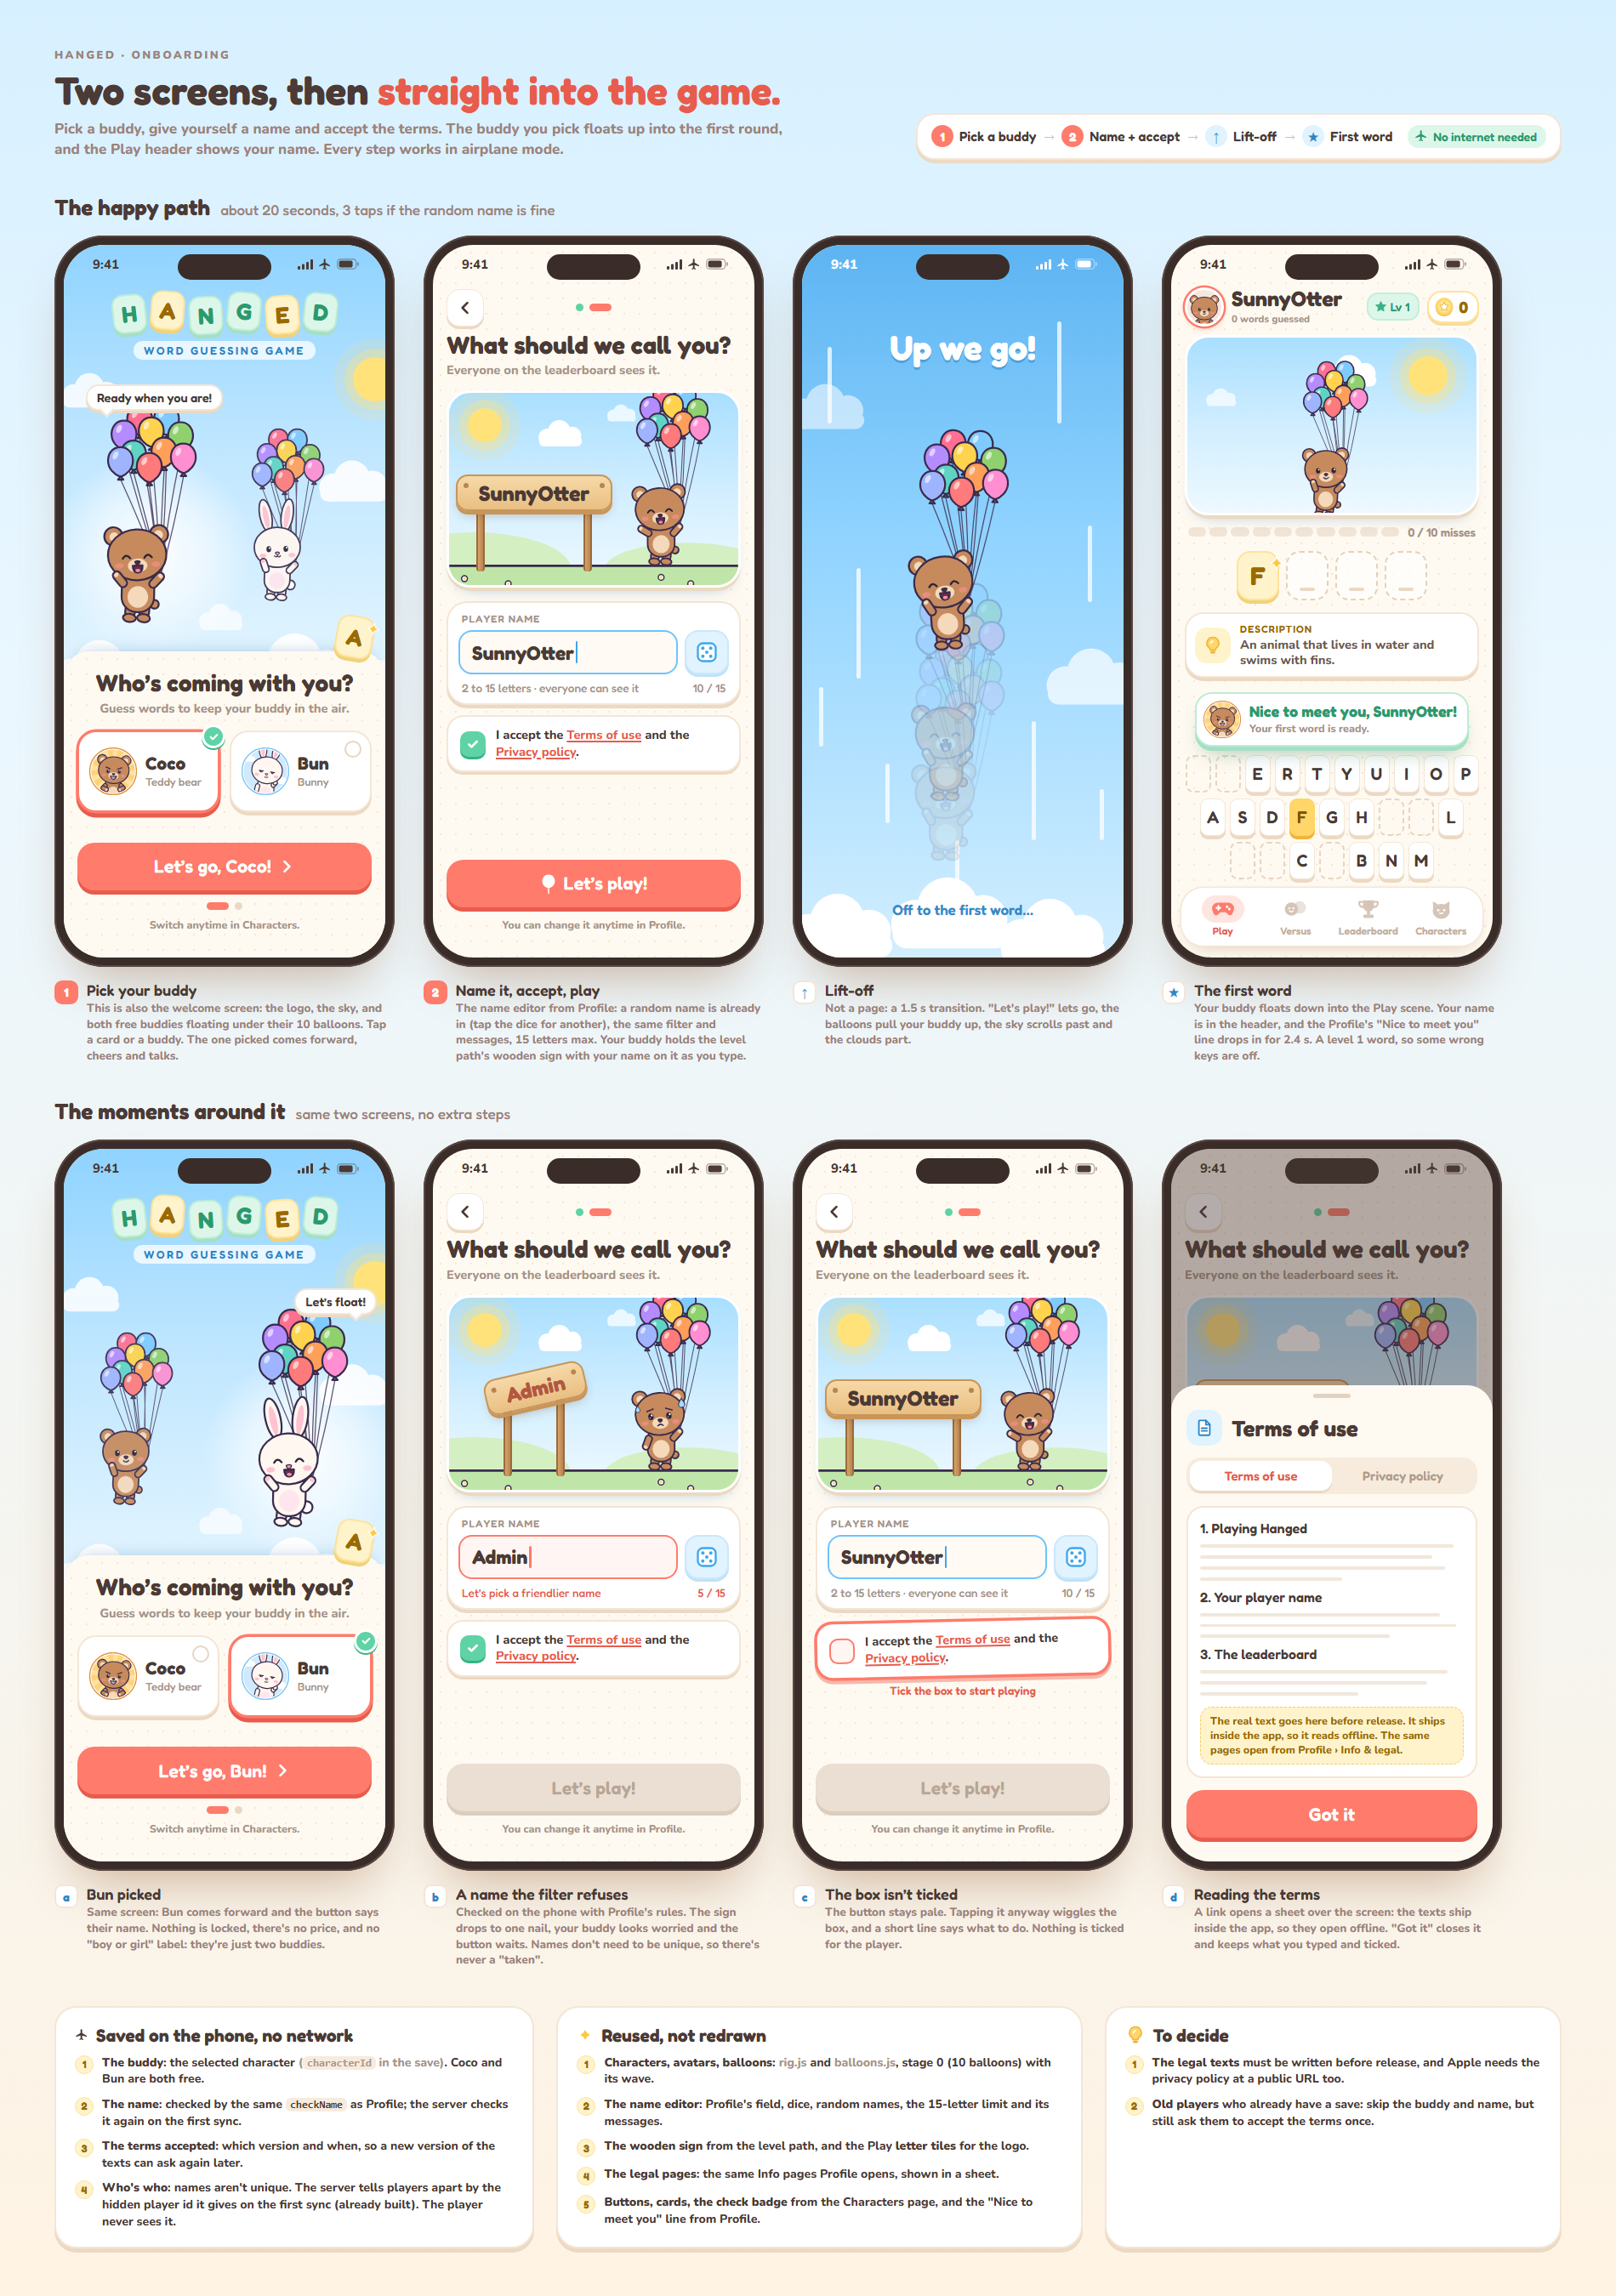 HANGED · ONBOARDING
Two screens, then straight into the game.
Pick a buddy, give yourself a name and accept the terms. The buddy you pick floats up into the first round,
and the Play header shows your name. Every step works in airplane mode.
1 Pick a buddy → 2 Name + accept → ↑ Lift-off → ★ First word No internet needed
The happy path about 20 seconds, 3 taps if the random name is fine
9:41
HANGED
WORD GUESSING GAME
Ready when you are!
A
Who's coming with you?
Guess words to keep your buddy in the air.
Coco
Teddy bear
Bun
Bunny
Let's go, Coco!
Switch anytime in Characters.
9:41
What should we call you?
Everyone on the leaderboard sees it.
SunnyOtter
PLAYER NAME
SunnyOtter
2 to 15 letters · everyone can see it 10 / 15
I accept the Terms of use and the
Privacy policy.
Let's play!
You can change it anytime in Profile.
9:41
Up we go!
Off to the first word...
9:41
SunnyOtter
0 words guessed
Lv 1
0
0 / 10 misses
F
DESCRIPTION
An animal that lives in water and
swims with fins.
Nice to meet you, SunnyOtter!
Your first word is ready.
E R T Y U I O P
A S D F G H L
C B N M
Play Versus Leaderboard Characters
1 Pick your buddy
This is also the welcome screen: the logo, the sky, and
both free buddies floating under their 10 balloons. Tap
a card or a buddy. The one picked comes forward,
cheers and talks.
2 Name it, accept, play
The name editor from Profile: a random name is already
in (tap the dice for another), the same filter and
messages, 15 letters max. Your buddy holds the level
path's wooden sign with your name on it as you type.
↑ Lift-off
Not a page: a 1.5 s transition. "Let's play!" lets go, the
balloons pull your buddy up, the sky scrolls past and
the clouds part.
★ The first word
Your buddy floats down into the Play scene. Your name
is in the header, and the Profile's "Nice to meet you"
line drops in for 2.4 s. A level 1 word, so some wrong
keys are off.
The moments around it same two screens, no extra steps
9:41
HANGED
WORD GUESSING GAME
Let's float!
A
Who's coming with you?
Guess words to keep your buddy in the air.
Coco
Teddy bear
Bun
Bunny
Let's go, Bun!
Switch anytime in Characters.
9:41
What should we call you?
Everyone on the leaderboard sees it.
Admin
PLAYER NAME
Admin
Let's pick a friendlier name 5 / 15
I accept the Terms of use and the
Privacy policy.
Let's play!
You can change it anytime in Profile.
9:41
What should we call you?
Everyone on the leaderboard sees it.
SunnyOtter
PLAYER NAME
SunnyOtter
2 to 15 letters · everyone can see it 10 / 15
I accept the Terms of use and the
Privacy policy.
Tick the box to start playing
Let's play!
You can change it anytime in Profile.
9:41
What should we call you?
Everyone on the leaderboard sees it.
Terms of use
Terms of use Privacy policy
1. Playing Hanged
2. Your player name
3. The leaderboard
The real text goes here before release. It ships
inside the app, so it reads offline. The same
pages open from Profile › Info & legal.
Got it
a Bun picked
Same screen: Bun comes forward and the button says
their name. Nothing is locked, there's no price, and no
"boy or girl" label: they're just two buddies.
b A name the filter refuses
Checked on the phone with Profile's rules. The sign
drops to one nail, your buddy looks worried and the
button waits. Names don't need to be unique, so there's
never a "taken".
c The box isn't ticked
The button stays pale. Tapping it anyway wiggles the
box, and a short line says what to do. Nothing is ticked
for the player.
d Reading the terms
A link opens a sheet over the screen: the texts ship
inside the app, so they open offline. "Got it" closes it
and keeps what you typed and ticked.
Saved on the phone, no network
1 The buddy: the selected character ( characterId in the save). Coco and
Bun are both free.
2 The name: checked by the same checkName as Profile; the server checks
it again on the first sync.
3 The terms accepted: which version and when, so a new version of the
texts can ask again later.
4 Who's who: names aren't unique. The server tells players apart by the
hidden player id it gives on the first sync (already built). The player
never sees it.
Reused, not redrawn
1 Characters, avatars, balloons: rig.js and balloons.js, stage 0 (10 balloons) with
its wave.
2 The name editor: Profile's field, dice, random names, the 15-letter limit and its
messages.
3 The wooden sign from the level path, and the Play letter tiles for the logo.
4 The legal pages: the same Info pages Profile opens, shown in a sheet.
5 Buttons, cards, the check badge from the Characters page, and the "Nice to
meet you" line from Profile.
To decide
1 The legal texts must be written before release, and Apple needs the
privacy policy at a public URL too.
2 Old players who already have a save: skip the buddy and name, but
still ask them to accept the terms once.